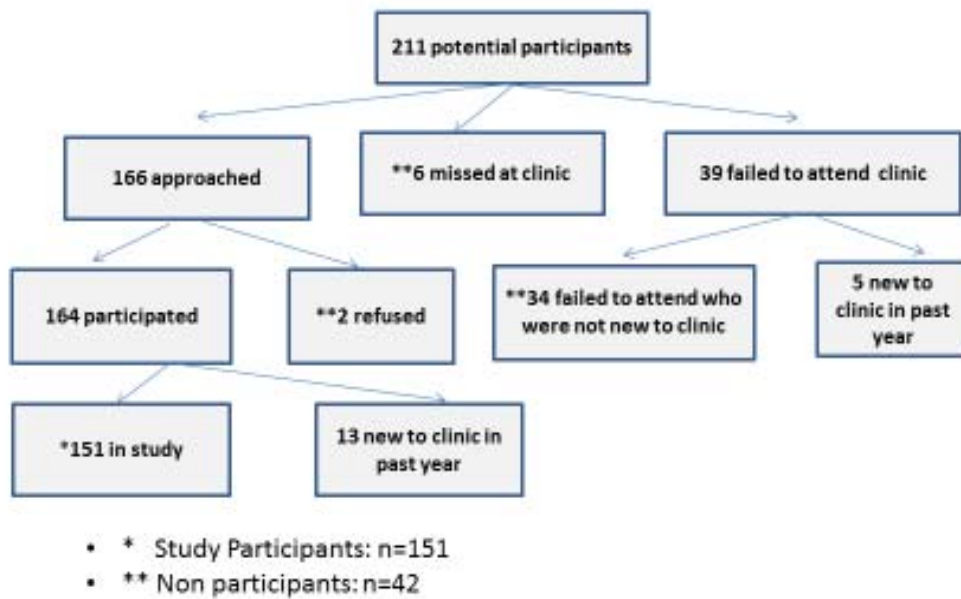 211 potential participants
166 approached
**6 missed at clinic
39 failed to attend clinic
164 participated
**2 refused
**34 failed to attend who
were not new to clinic
5 new to
clinic in past
year
*151 in study
13 new to clinic in
past year
• * Study Participants: n=151
• ** Non participants: n=42